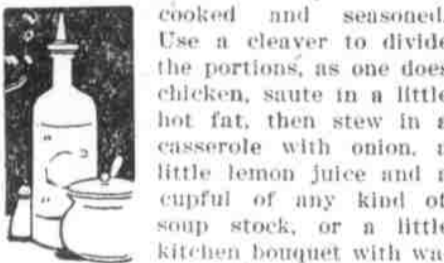 cooked and seasoned
Use a cleaver to divide
the portions, as one does
chicken, saute in a little
hot fat, then stew in a
casserole with onion, a
little lemon juice and a
cupful of any kind of
soup stock, or a little
kitchen bouquet with wa